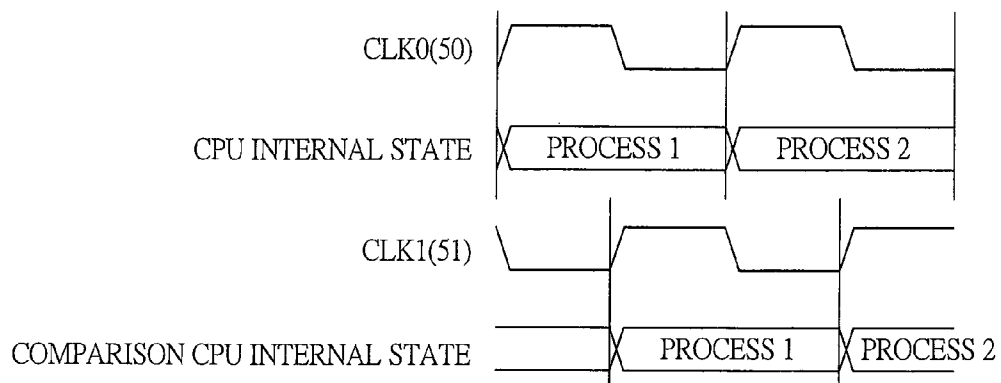 CLK0(50)
CPU INTERNAL STATE
PROCESS 1
PROCESS 2
CLK1(51)
COMPARISON CPU INTERNAL STATE
PROCESS 1
PROCESS 2